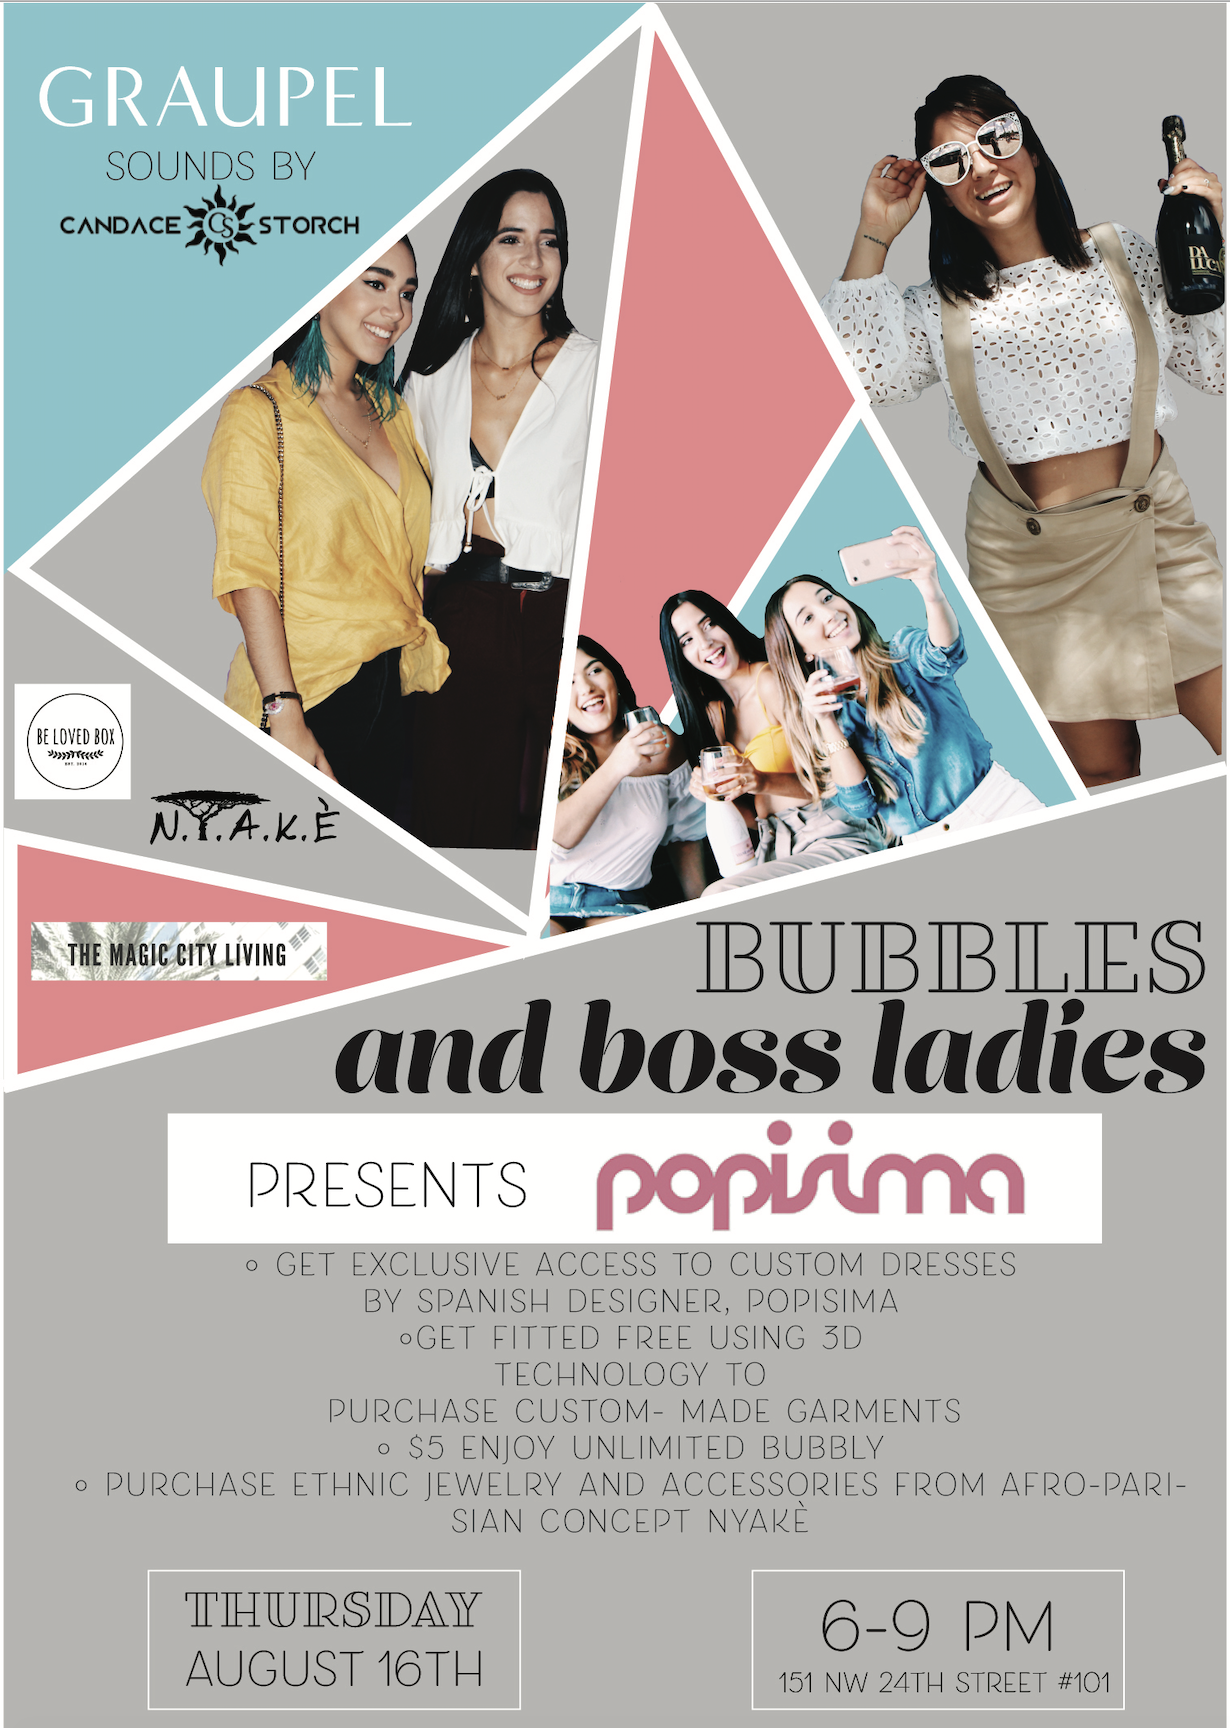 GRAUPEL
SOUNDS BY
CANDACE CS STORCH
DA
LUCA
BE LOVED BOX
N.Y.A.K.È
THE MAGIC CITY LIVING
BUBBLES
and boss ladies
PRESENTS popisima
° GET EXCLUSIVE ACCESS TO CUSTOM DRESSES
BY SPANISH DESIGNER, POPISIMA
°GET FITTED FREE USING 3D
TECHNOLOGY TO
PURCHASE CUSTOM- MADE GARMENTS
° $5 ENJOY UNLIMITED BUBBLY
° PURCHASE ETHNIC JEWELRY AND ACCESSORIES FROM AFRO-PARI-
SIAN CONCEPT NYAKÈ
THURSDAY
AUGUST 16TH
6-9 PM
151 NW 24TH STREET #101